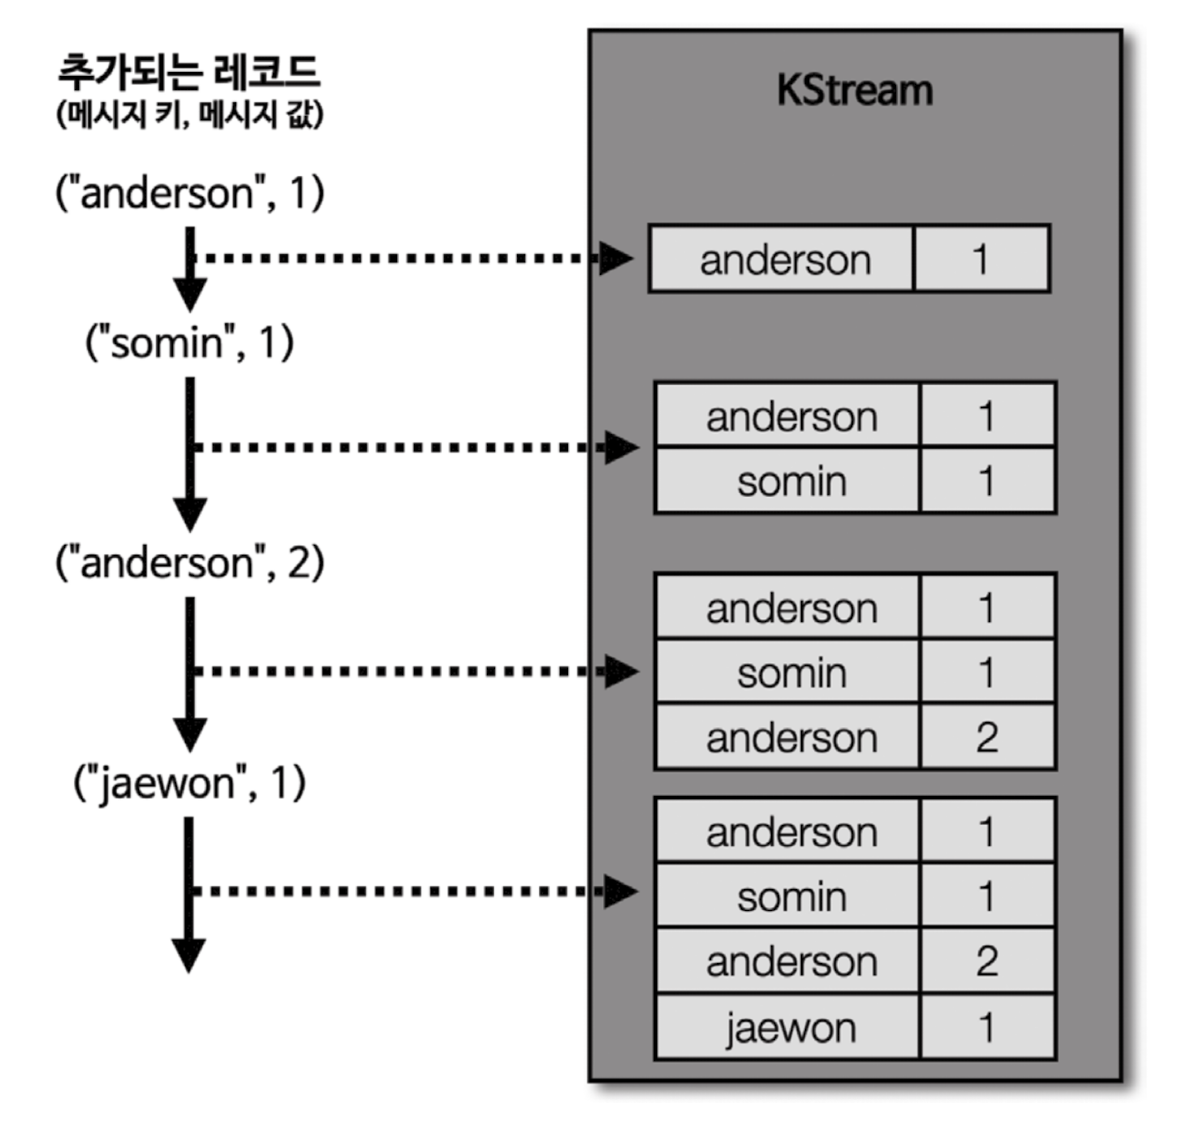 추가되는 레코드
(메시지 키, 메시지 값)
("anderson", 1)
("somin", 1)
("anderson", 2)
("jaewon", 1)
KStream
anderson 1
anderson 1
somin 1
anderson 1
somin 1
anderson 2
anderson 1
somin 1
anderson 2
jaewon 1